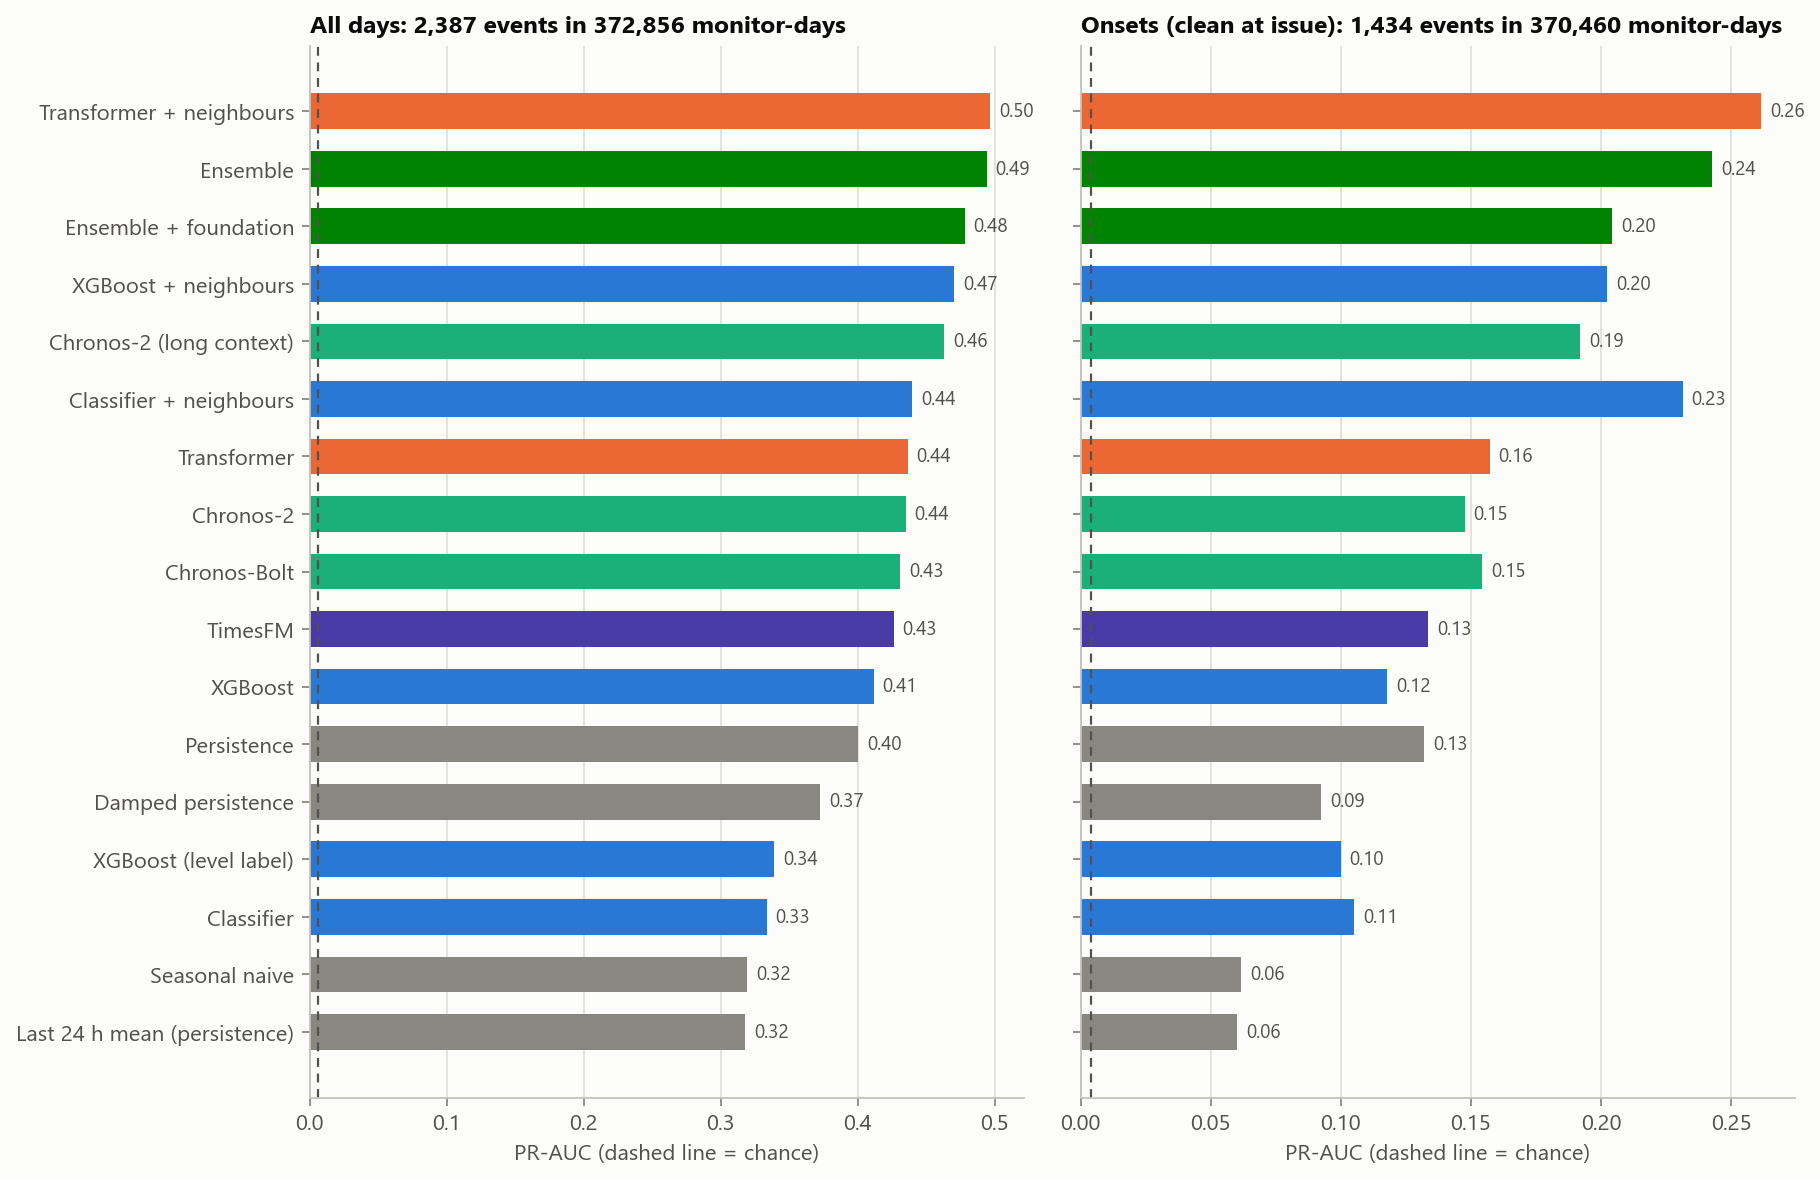 All days: 2,387 events in 372,856 monitor-days
Transformer + neighbours 0.50
Ensemble 0.49
Ensemble + foundation 0.48
XGBoost + neighbours 0.47
Chronos-2 (long context) 0.46
Classifier + neighbours 0.44
Transformer 0.44
Chronos-2 0.44
Chronos-Bolt 0.43
TimesFM 0.43
XGBoost 0.41
Persistence 0.40
Damped persistence 0.37
XGBoost (level label) 0.34
Classifier 0.33
Seasonal naive 0.32
Last 24 h mean (persistence) 0.32
0.0 0.1 0.2 0.3 0.4 0.5
PR-AUC (dashed line = chance)
Onsets (clean at issue): 1,434 events in 370,460 monitor-days
0.26
0.24
0.20
0.20
0.19
0.23
0.16
0.15
0.15
0.13
0.12
0.13
0.09
0.10
0.11
0.06
0.06
0.00 0.05 0.10 0.15 0.20 0.25
PR-AUC (dashed line = chance)